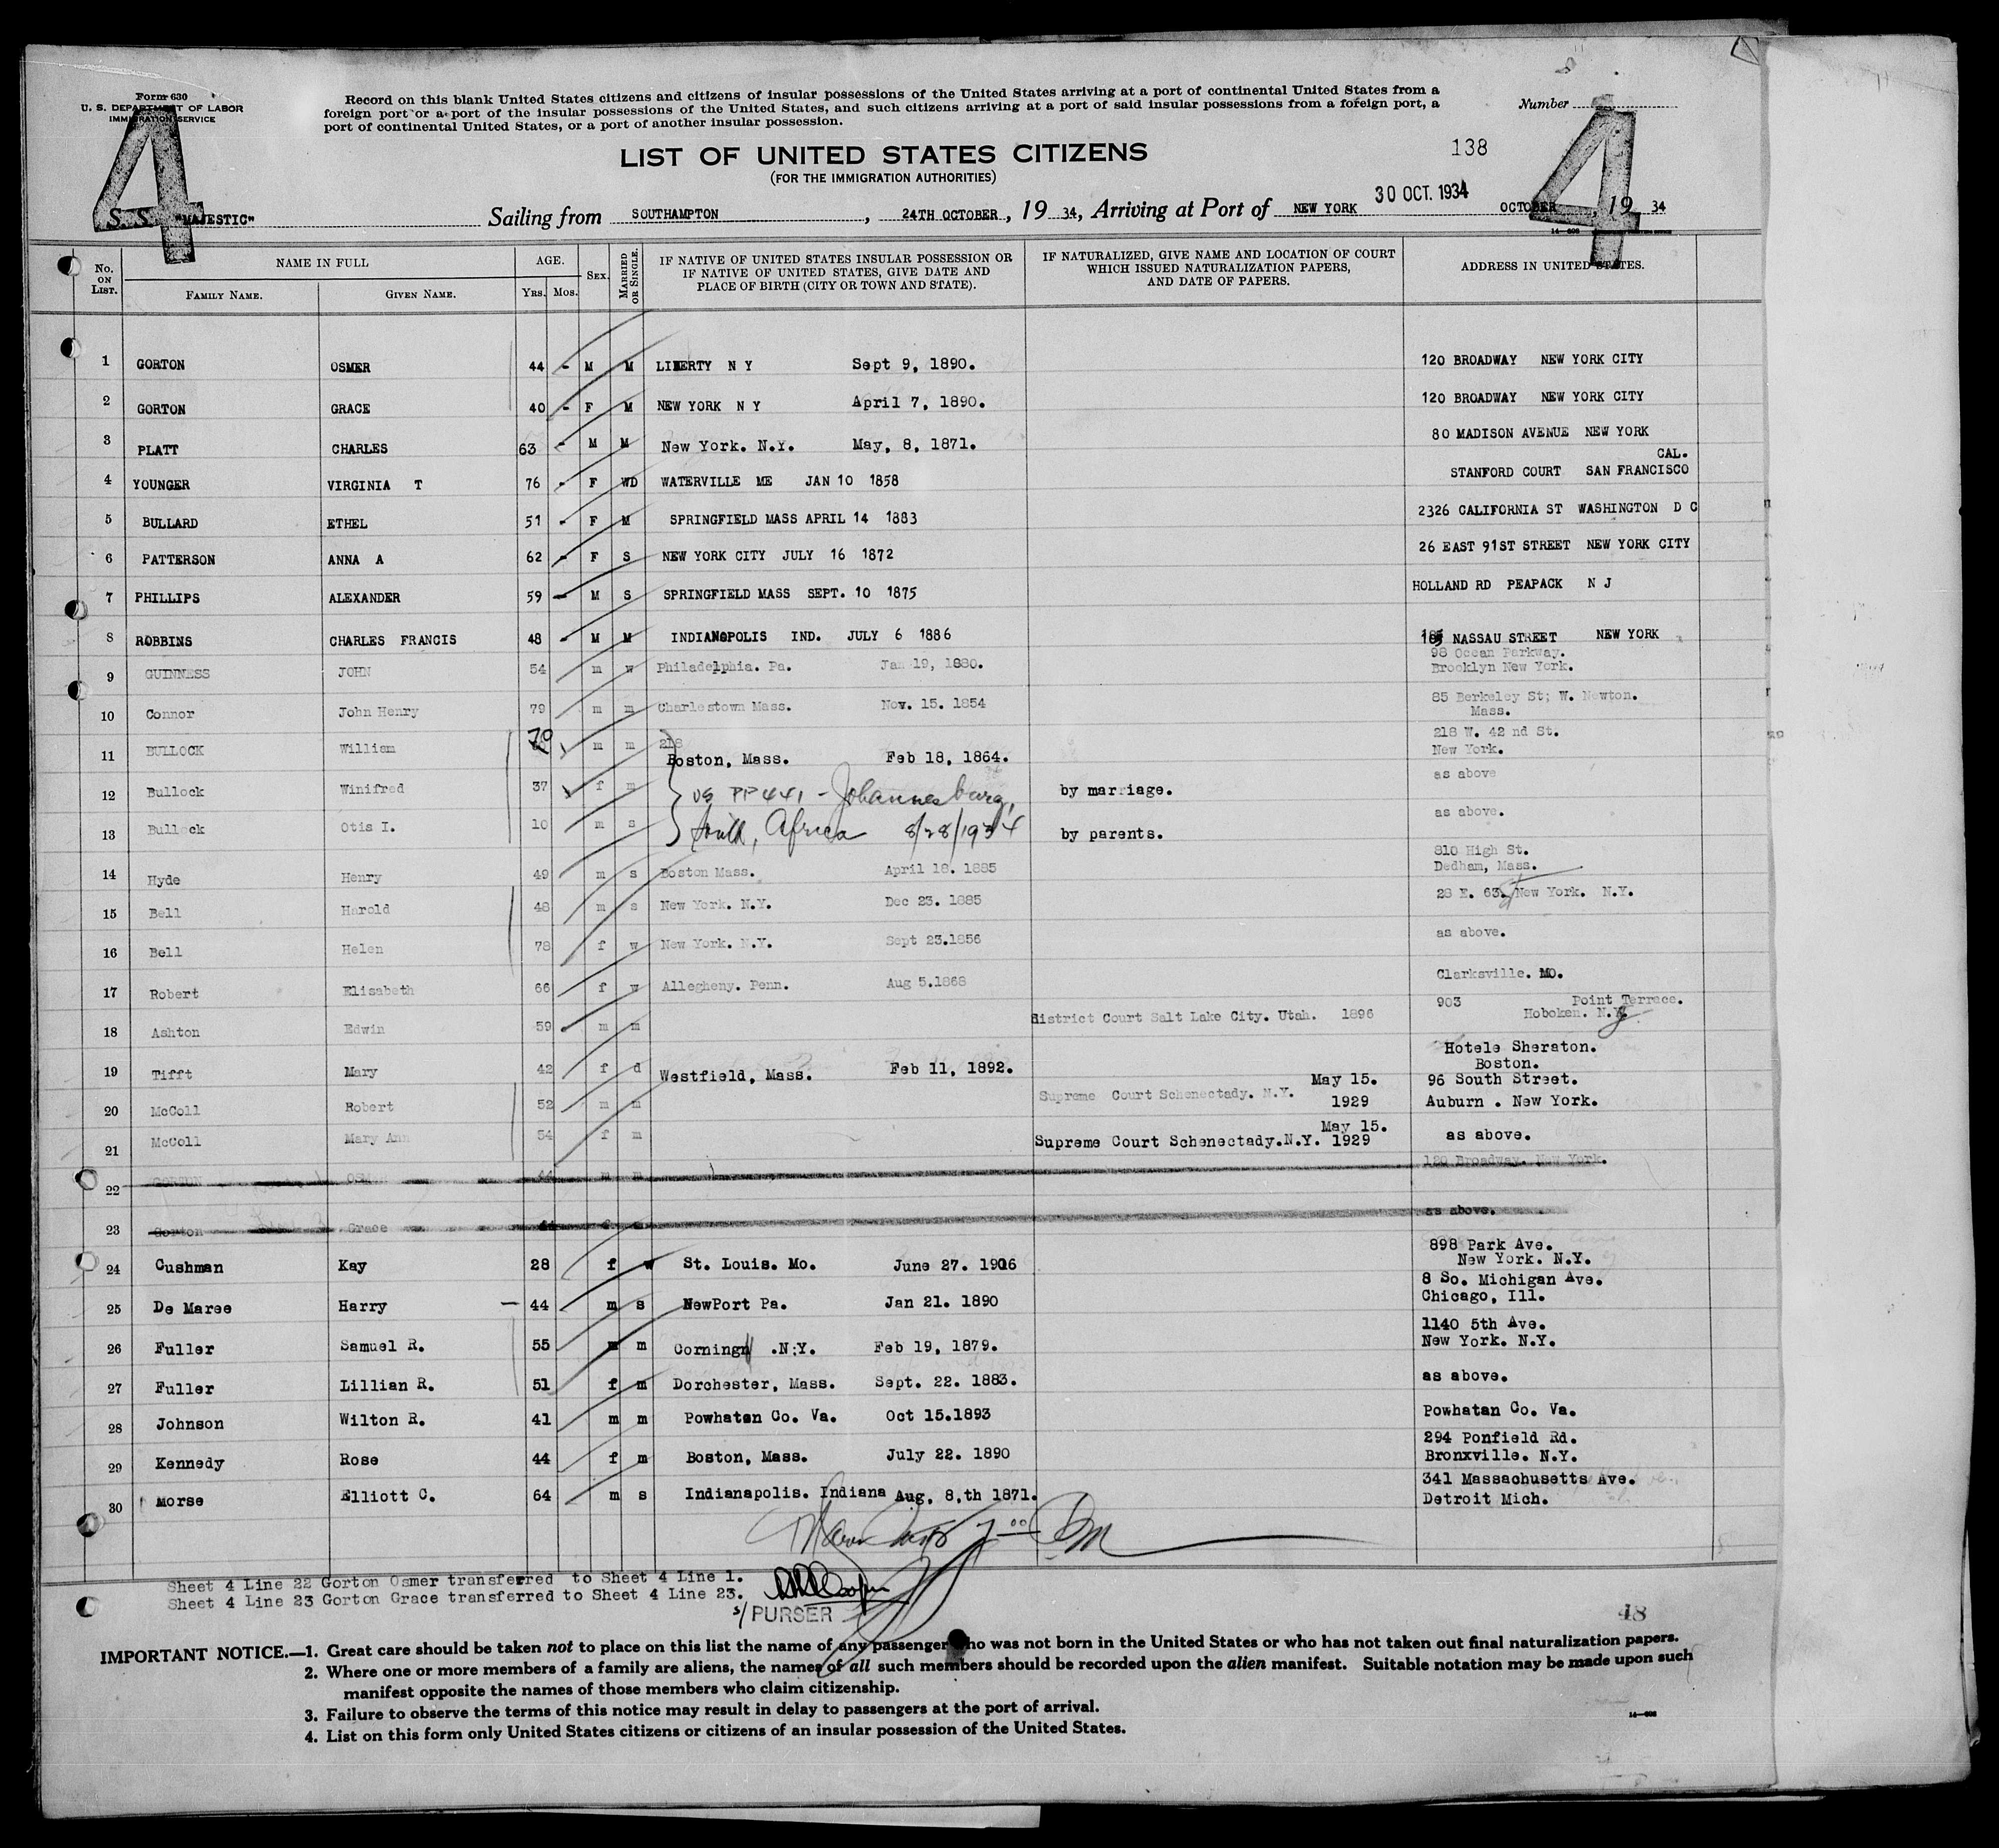 Form 630
U. S. DEPARTMENT OF LABOR
IMMIGRATION SERVICE
4
Record on this blank United States citizens and citizens of insular possessions of the United States arriving at a port of continental United States from a
foreign port or a port of the insular possessions of the United States, and such citizens arriving at a port of said insular possessions from a foreign port, a
port of continental United States, or a port of another insular possession.
Number
4
LIST OF UNITED STATES CITIZENS
138
(FOR THE IMMIGRATION AUTHORITIES)
S. S. "MAJESTIC" Sailing from SOUTHAMPTON, 24TH OCTOBER, 19 34, Arriving at Port of NEW YORK 30 OCT. 1934 OCTOBER, 19 34
No. ON LIST. NAME IN FULL FAMILY NAME. GIVEN NAME. AGE. YRS. MOS. SEX. MARRIED OR SINGLE. IF NATIVE OF UNITED STATES INSULAR POSSESSION OR IF NATIVE OF UNITED STATES, GIVE DATE AND PLACE OF BIRTH (CITY OR TOWN AND STATE). IF NATURALIZED, GIVE NAME AND LOCATION OF COURT WHICH ISSUED NATURALIZATION PAPERS, AND DATE OF PAPERS. ADDRESS IN UNITED STATES.
1 GORTON OSMER 44 - M M LIBERTY N Y Sept 9, 1890. 120 BROADWAY NEW YORK CITY
2 GORTON GRACE 40 - F M NEW YORK N Y April 7, 1890. 120 BROADWAY NEW YORK CITY
3 PLATT CHARLES 63 - M M New York. N.Y. May, 8, 1871. 80 MADISON AVENUE NEW YORK
4 YOUNGER VIRGINIA T 76 - F WD WATERVILLE ME JAN 10 1858 STANFORD COURT SAN FRANCISCO CAL.
5 BULLARD ETHEL 51 - F M SPRINGFIELD MASS APRIL 14 1883 2326 CALIFORNIA ST WASHINGTON D C
6 PATTERSON ANNA A 62 - F S NEW YORK CITY JULY 16 1872 26 EAST 91ST STREET NEW YORK CITY
7 PHILLIPS ALEXANDER 59 - M S SPRINGFIELD MASS SEPT. 10 1875 HOLLAND RD PEAPACK N J
8 ROBBINS CHARLES FRANCIS 48 - M M INDIANOPOLIS IND. JULY 6 1886 NASSAU STREET NEW YORK
9 GUINNESS JOHN 54 m w Philadelphia. Pa. Jan 19, 1880. 98 Ocean Parkway. Brooklyn New York.
10 Connor John Henry 79 m m Charlestown Mass. Nov. 15. 1854 85 Berkeley St; W. Newton. Mass.
11 BULLOCK William 70 m m 218 Boston, Mass. Feb 18, 1864. 218 W. 42 nd St. New York.
12 Bullock Winifred 37 f m US PP 441 - Johannesburg, by marriage. as above
13 Bullock Otis I. 10 m s South, Africa 8/28/1934 by parents. as above.
14 Hyde Henry 49 m s Boston Mass. April 18. 1885 810 High St. Dedham, Mass.
15 Bell Harold 48 m s New York. N.Y. Dec 23. 1885 28 E. 63. St New York. N.Y.
16 Bell Helen 78 f w New York. N.Y. Sept 23.1856 as above.
17 Robert Elisabeth 66 f w Allegheny. Penn. Aug 5.1868 Clarksville. MO.
18 Ashton Edwin 59 m m District Court Salt Lake City. Utah. 1896 903 Point Terrace. Hoboken. N.J.
19 Tifft Mary 42 f d Westfield, Mass. Feb 11, 1892. Hotele Sheraton. Boston.
20 McColl Robert 52 m m Supreme Court Schenectady. N.Y. May 15. 1929 96 South Street. Auburn . New York.
21 McColl Mary Ann 54 f m Supreme Court Schenectady.N.Y. May 15. 1929 as above.
22 44 m m 120 Broadway. New York.
23 Gorton Grace as above.
24 Cushman Kay 28 f w St. Louis. Mo. June 27. 1906 898 Park Ave. New York. N.Y.
25 De Maree Harry - 44 m s NewPort Pa. Jan 21. 1890 8 So. Michigan Ave. Chicago, Ill.
26 Fuller Samuel R. 55 m m Corning .N.Y. Feb 19, 1879. 1140 5th Ave. New York. N.Y.
27 Fuller Lillian R. 51 f m Dorchester, Mass. Sept. 22. 1883. as above.
28 Johnson Wilton R. 41 m m Powhatan Co. Va. Oct 15.1893 Powhatan Co. Va.
29 Kennedy Rose 44 f m Boston, Mass. July 22. 1890 294 Ponfield Rd. Bronxville. N.Y.
30 Morse Elliott C. 64 m s Indianapolis. Indiana Aug, 8,th 1871. 341 Massachusetts Ave. Detroit Mich.
Sheet 4 Line 22 Gorton Osmer transferred to Sheet 4 Line 1.
Sheet 4 Line 23 Gorton Grace transferred to Sheet 4 Line 23.
s/ PURSER
48
IMPORTANT NOTICE.—1. Great care should be taken not to place on this list the name of any passenger who was not born in the United States or who has not taken out final naturalization papers.
2. Where one or more members of a family are aliens, the names of all such members should be recorded upon the alien manifest. Suitable notation may be made upon such
manifest opposite the names of those members who claim citizenship.
3. Failure to observe the terms of this notice may result in delay to passengers at the port of arrival.
4. List on this form only United States citizens or citizens of an insular possession of the United States.